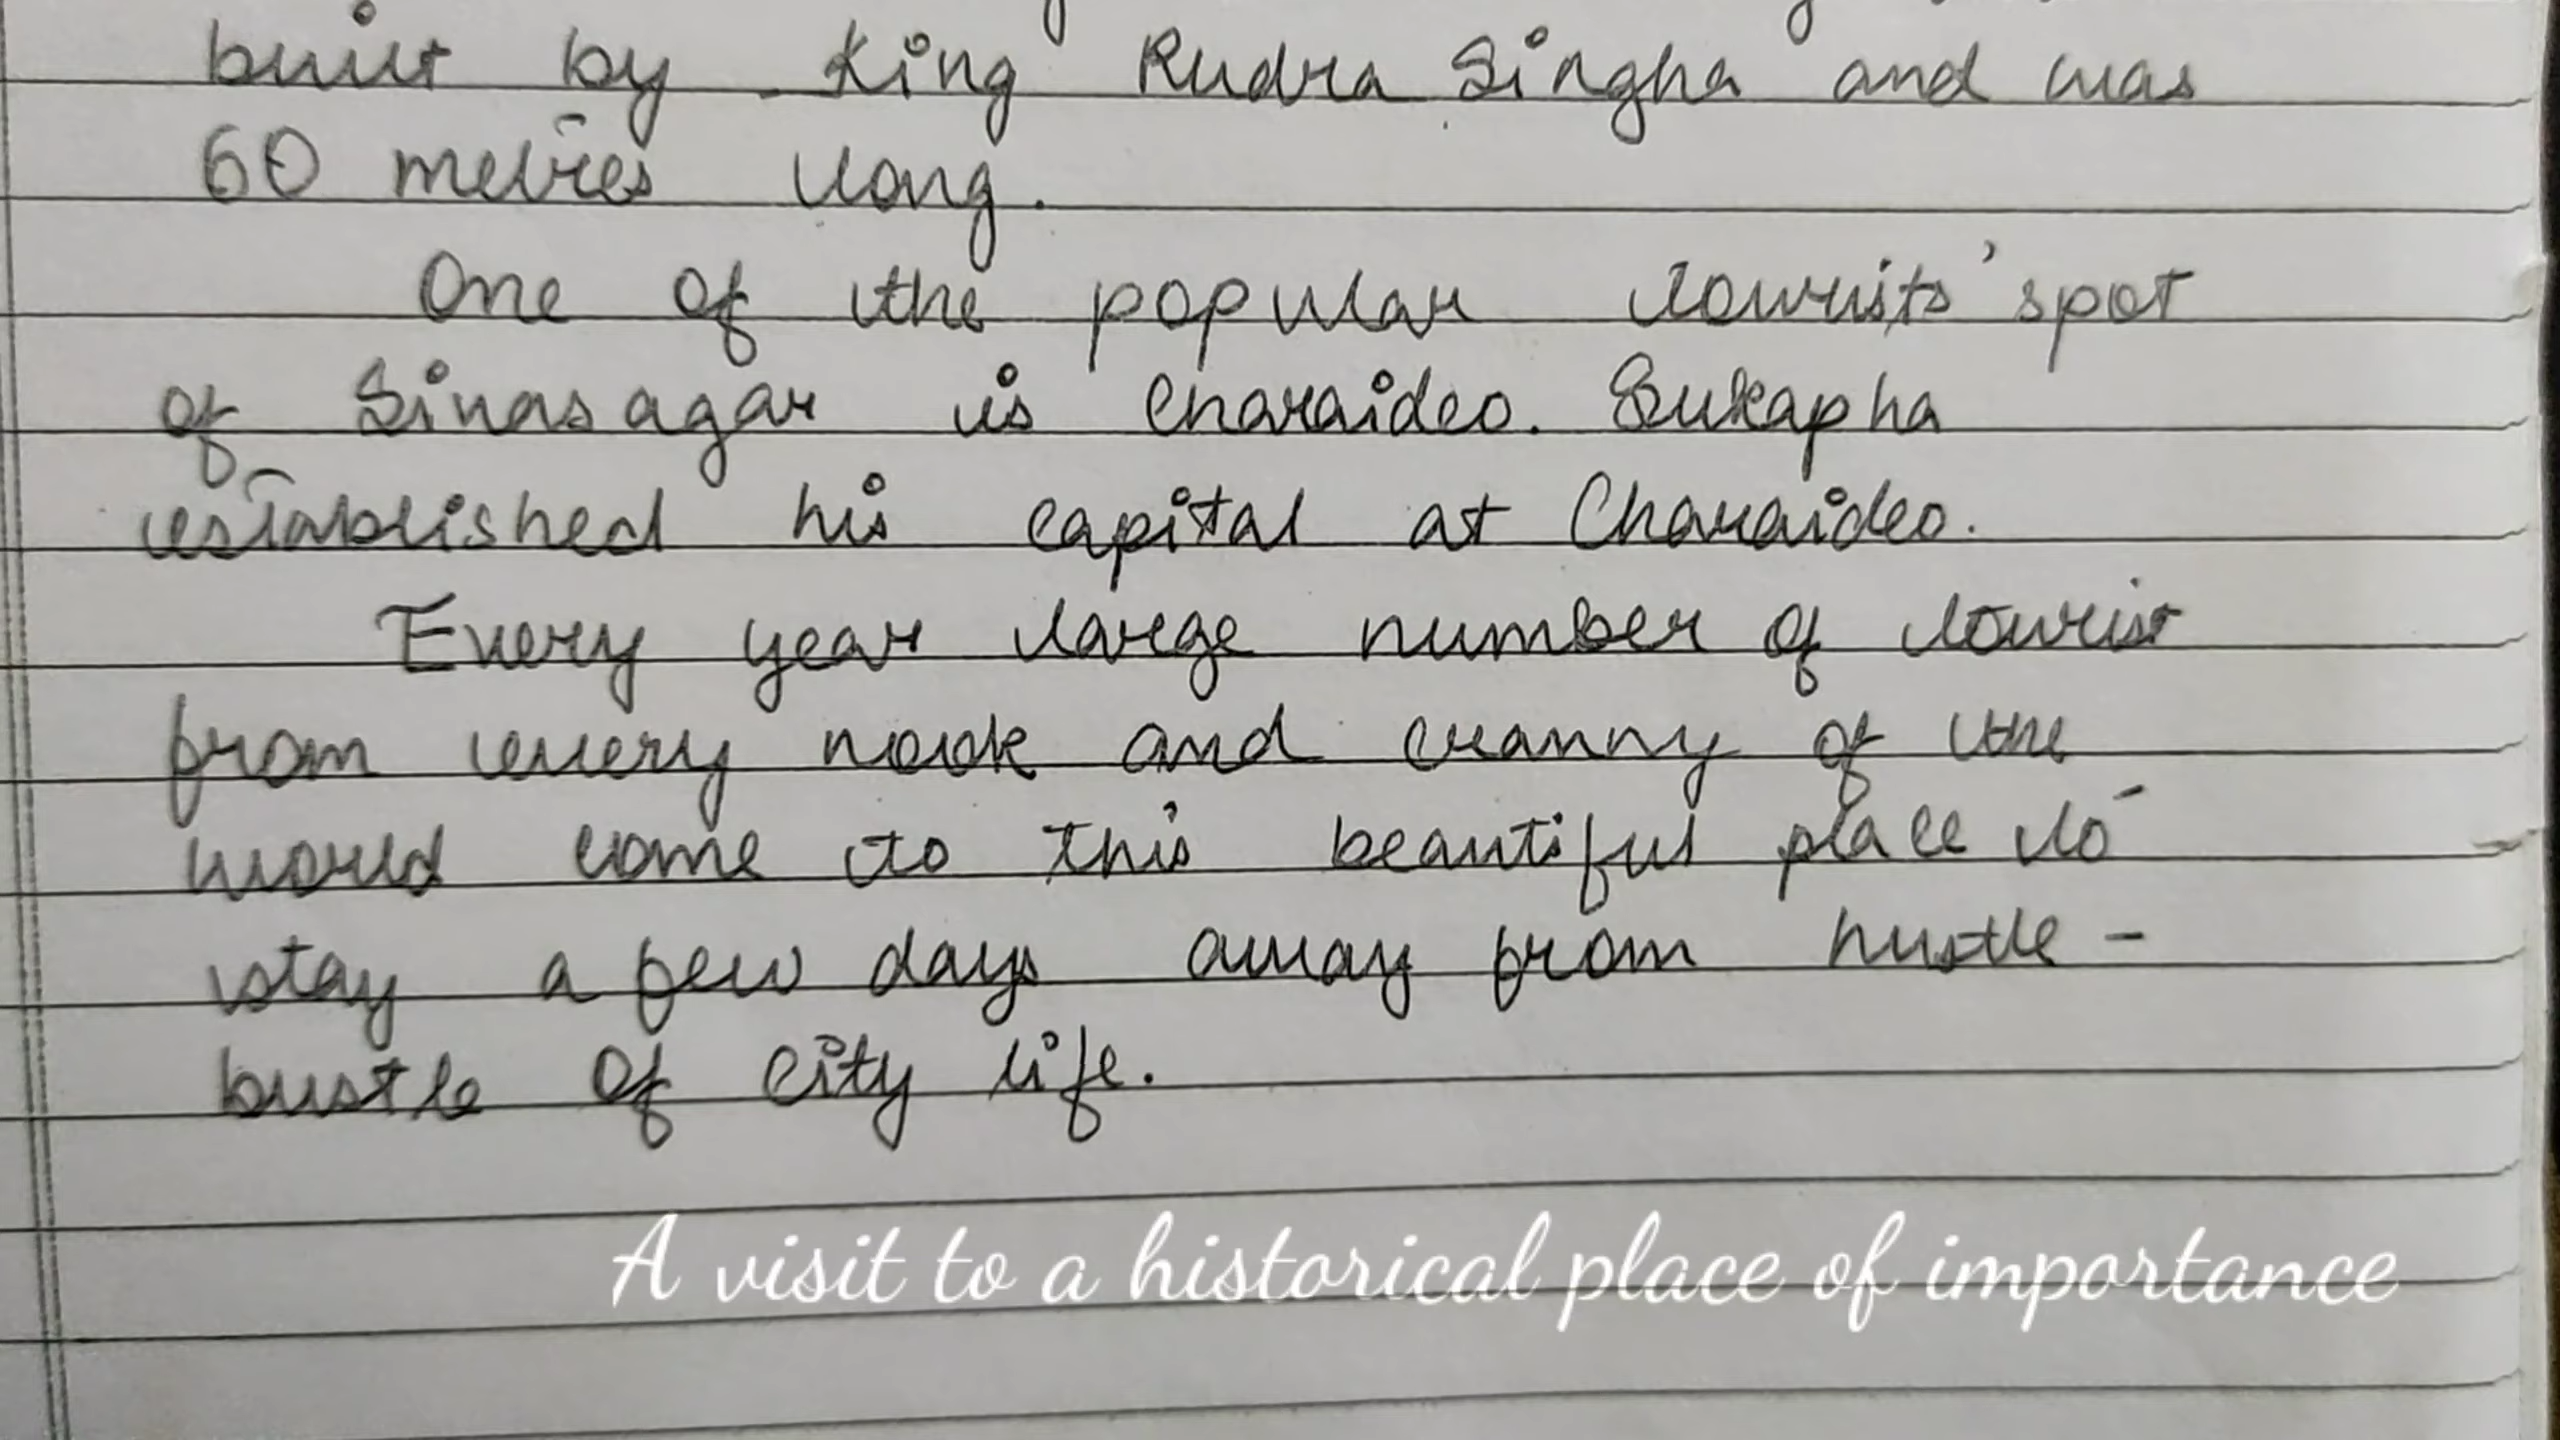 built by King Rudra Singha and was
60 metres long.
One of the popular tourists' spot
of Sivasagar is Charaideo. Sukapha
established his capital at Charaideo.
Every year large number of tourist
from every nook and cranny of the
world come to this beautiful place to
stay a few days away from hustle -
bustle of city life.
A visit to a historical place of importance